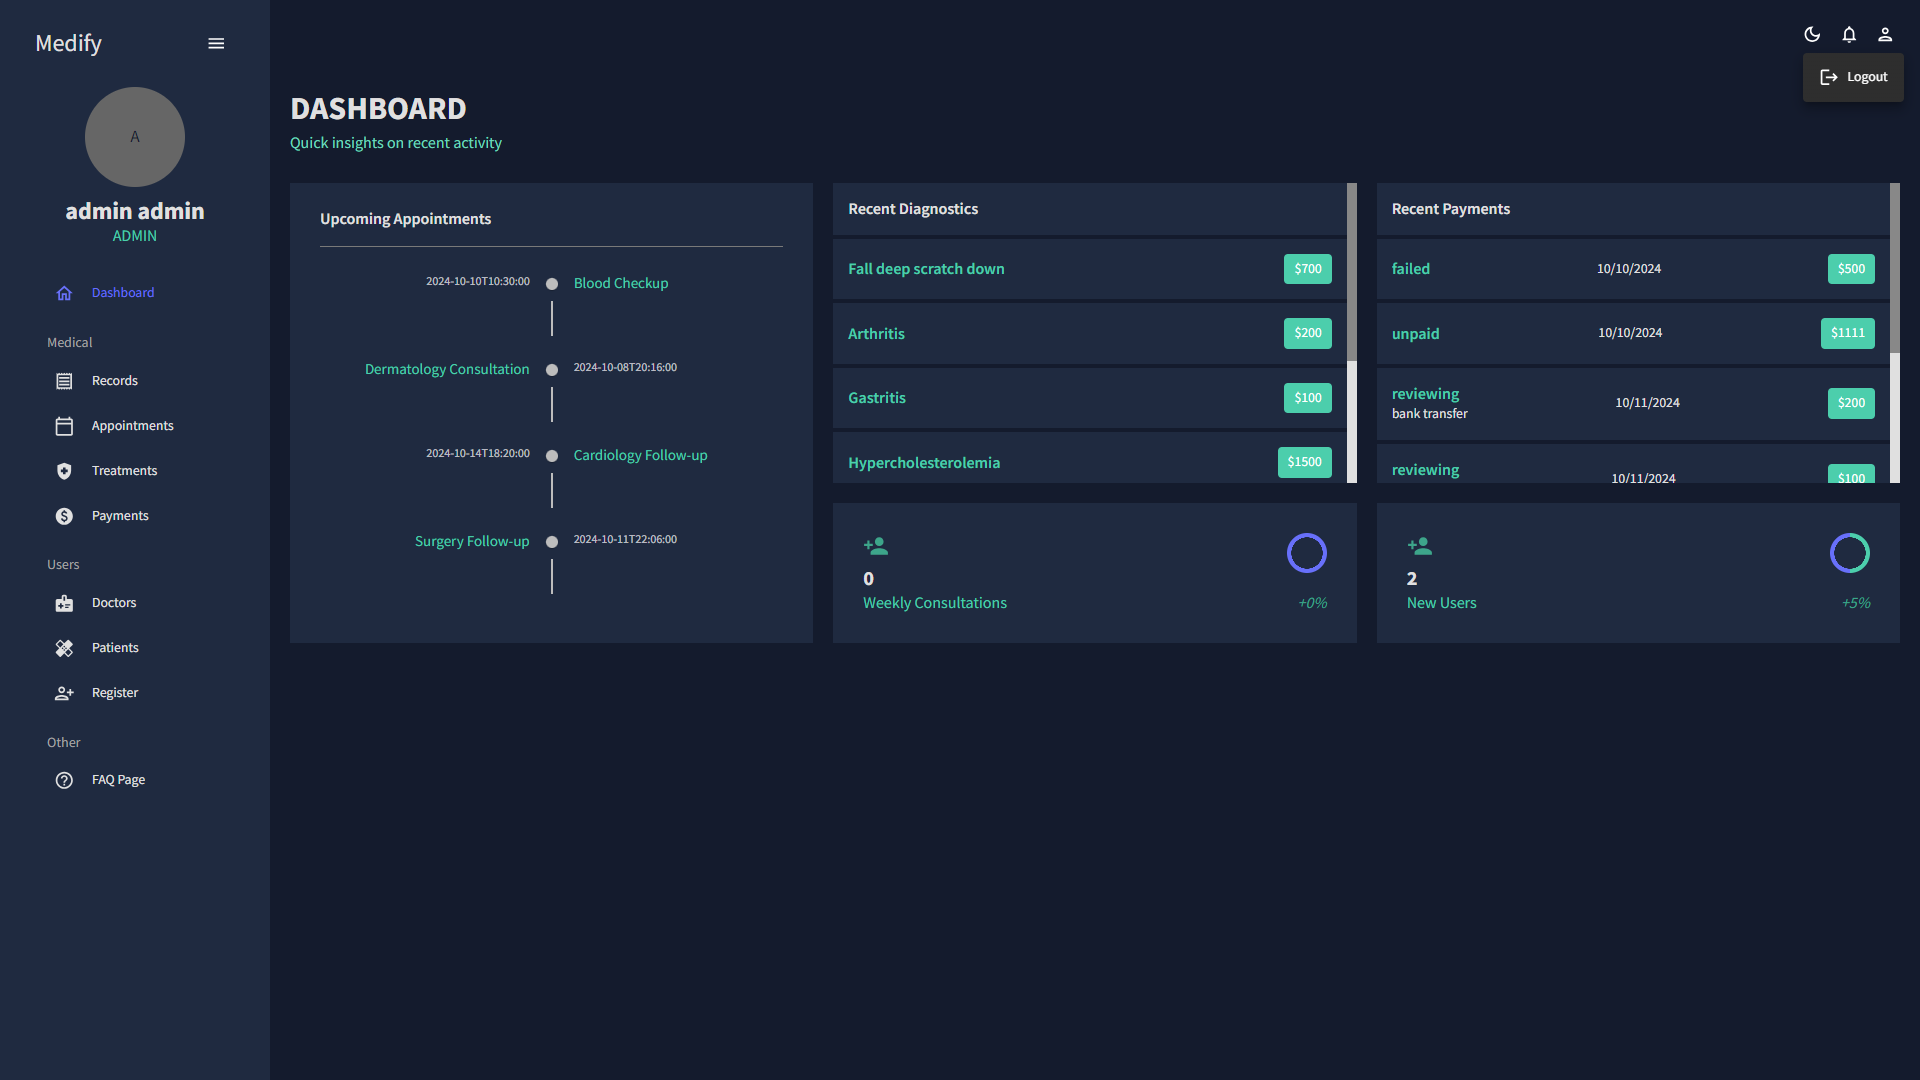 Medify
A
admin admin
ADMIN
Dashboard
Medical
Records
Appointments
Treatments
Payments
Users
Doctors
Patients
Register
Other
FAQ Page
Logout
DASHBOARD
Quick insights on recent activity
Upcoming Appointments
2024-10-10T10:30:00 Blood Checkup
Dermatology Consultation 2024-10-08T20:16:00
2024-10-14T18:20:00 Cardiology Follow-up
Surgery Follow-up 2024-10-11T22:06:00
Recent Diagnostics
Fall deep scratch down $700
Arthritis $200
Gastritis $100
Hypercholesterolemia $1500
Recent Payments
failed 10/10/2024 $500
unpaid 10/10/2024 $1111
reviewing
bank transfer 10/11/2024 $200
reviewing 10/11/2024 $100
0
Weekly Consultations +0%
2
New Users +5%